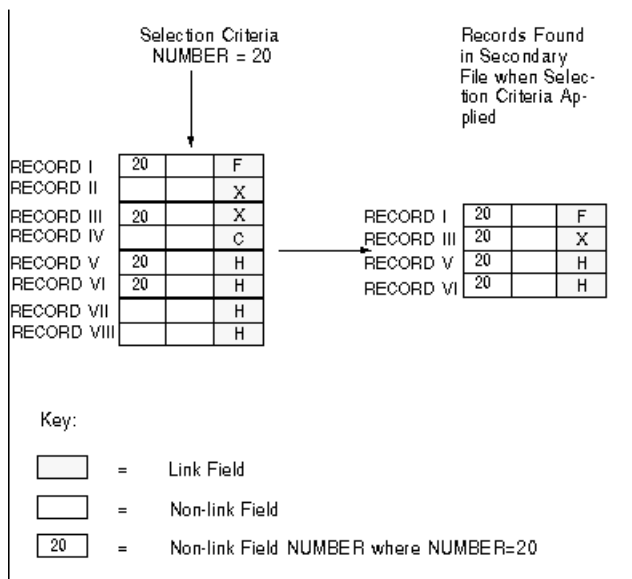 Selection Criteria
NUMBER = 20
Records Found
in Secondary
File when Selec-
tion Criteria Ap-
plied
RECORD I 20 F
RECORD II X
RECORD III 20 X
RECORD IV C
RECORD V 20 H
RECORD VI 20 H
RECORD VII H
RECORD VIII H
RECORD I 20 F
RECORD III 20 X
RECORD V 20 H
RECORD VI 20 H
Key:
= Link Field
= Non-link Field
20 = Non-link Field NUMBER where NUMBER=20